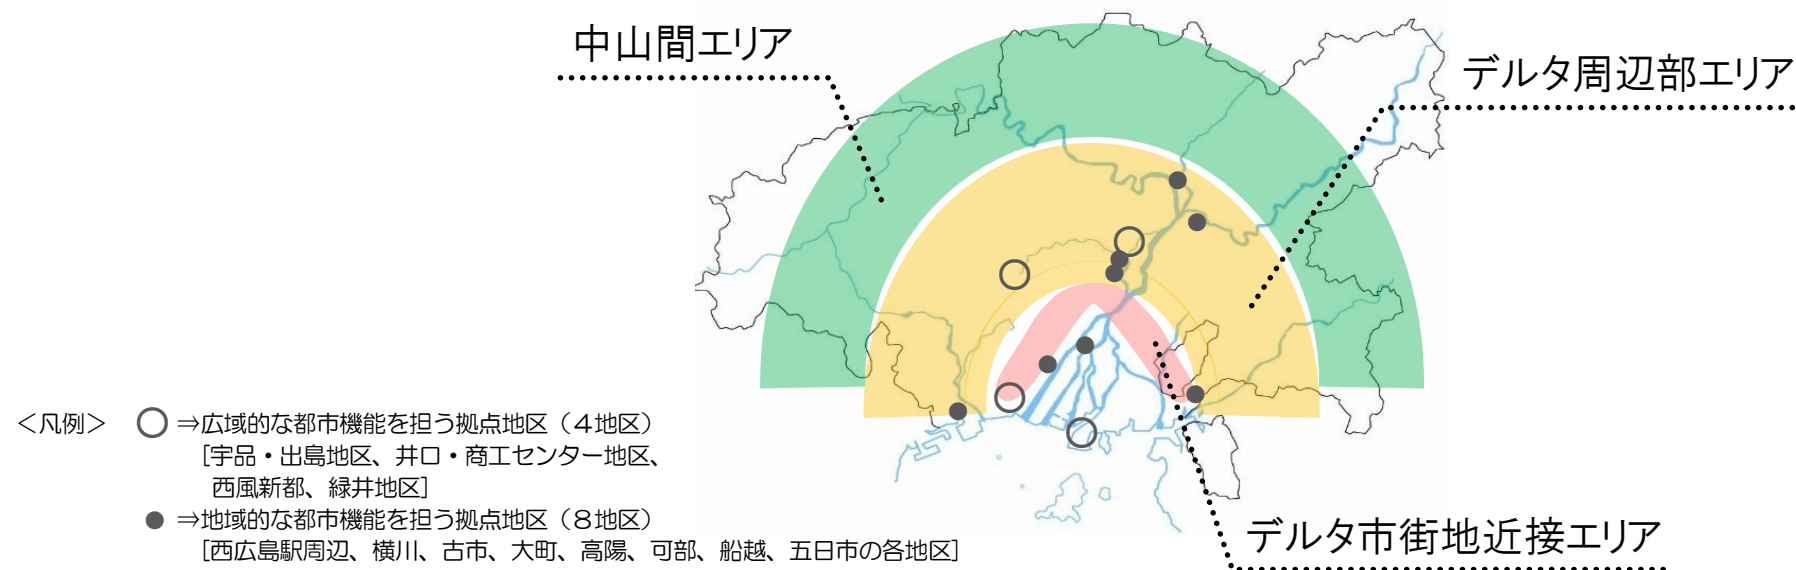 中山間エリア
デルタ周辺部エリア
<凡例> ○ ⇒広域的な都市機能を担う拠点地区(4地区)
[宇品・出島地区、井口・商工センター地区、
西風新都、緑井地区]
● ⇒地域的な都市機能を担う拠点地区(8地区)
[西広島駅周辺、横川、古市、大町、高陽、可部、船越、五日市の各地区]
デルタ市街地近接エリア